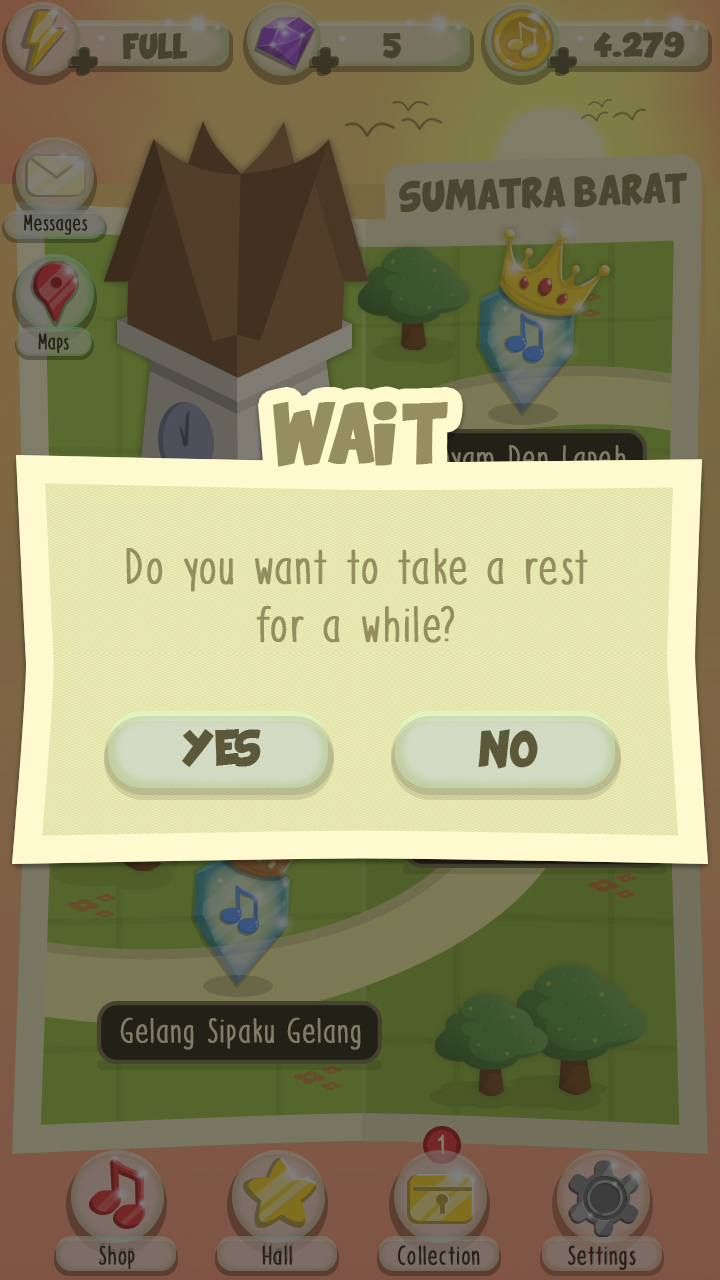 FULL
5
4.279
SUMATRA BARAT
Messages
Maps
WAiT
Den
Do you want to take a rest
for a while?
YES
NO
Gelang Sipaku Gelang
1
Shop
Hall
Collection
Settings